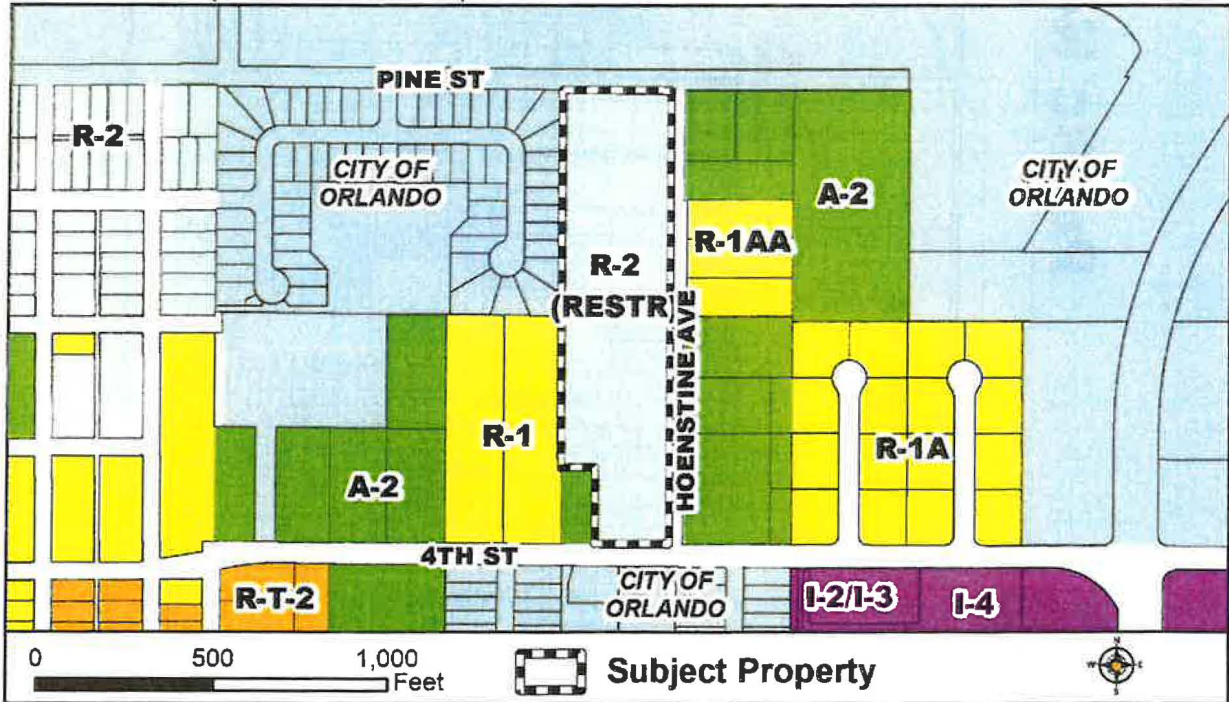 PINE ST
R-2
CITY OF
ORLANDO
CITY OF
ORLANDO
A-2
R-1AA
R-2
(RESTR)
HOENSTINE AVE
R-1
R-1A
A-2
4TH ST
CITY OF
ORLANDO
R-T-2
I-2/I-3
I-4
0 500 1,000
Feet
Subject Property
N
E
S